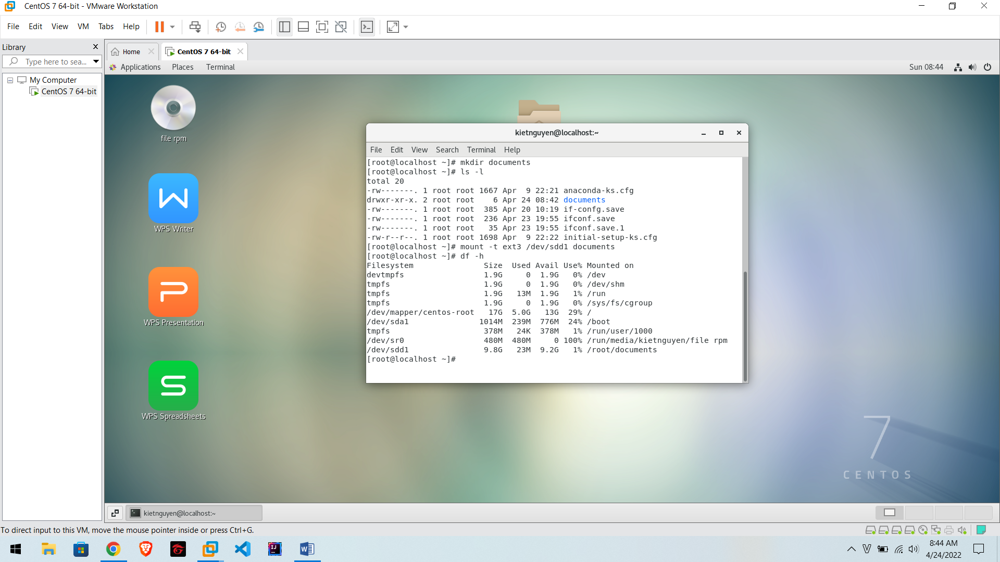 CentOS 7 64-bit - VMware Workstation
File Edit View VM Tabs Help
Library
Type here to sea...
My Computer
CentOS 7 64-bit
Home
CentOS 7 64-bit
Applications Places Terminal Sun 08:44
file rpm
WPS Writer
WPS Presentation
WPS Spreadsheets
kietnguyen@localhost:~
File Edit View Search Terminal Help
[root@localhost ~]# mkdir documents
[root@localhost ~]# ls -l
total 20
-rw-------. 1 root root 1667 Apr  9 22:21 anaconda-ks.cfg
drwxr-xr-x. 2 root root    6 Apr 24 08:42 documents
-rw-------. 1 root root  385 Apr 20 10:19 if-confg.save
-rw-------. 1 root root  236 Apr 23 19:55 ifconf.save
-rw-------. 1 root root   35 Apr 23 19:55 ifconf.save.1
-rw-r--r--. 1 root root 1698 Apr  9 22:22 initial-setup-ks.cfg
[root@localhost ~]# mount -t ext3 /dev/sdd1 documents
[root@localhost ~]# df -h
Filesystem               Size  Used Avail Use% Mounted on
devtmpfs                 1.9G     0  1.9G   0% /dev
tmpfs                    1.9G     0  1.9G   0% /dev/shm
tmpfs                    1.9G   13M  1.9G   1% /run
tmpfs                    1.9G     0  1.9G   0% /sys/fs/cgroup
/dev/mapper/centos-root   17G  5.0G   13G  29% /
/dev/sda1               1014M  239M  776M  24% /boot
tmpfs                    378M   24K  378M   1% /run/user/1000
/dev/sr0                 480M  480M     0 100% /run/media/kietnguyen/file rpm
/dev/sdd1                9.8G   23M  9.2G   1% /root/documents
[root@localhost ~]#
7
CENTOS
kietnguyen@localhost:~
To direct input to this VM, move the mouse pointer inside or press Ctrl+G.
8:44 AM
4/24/2022